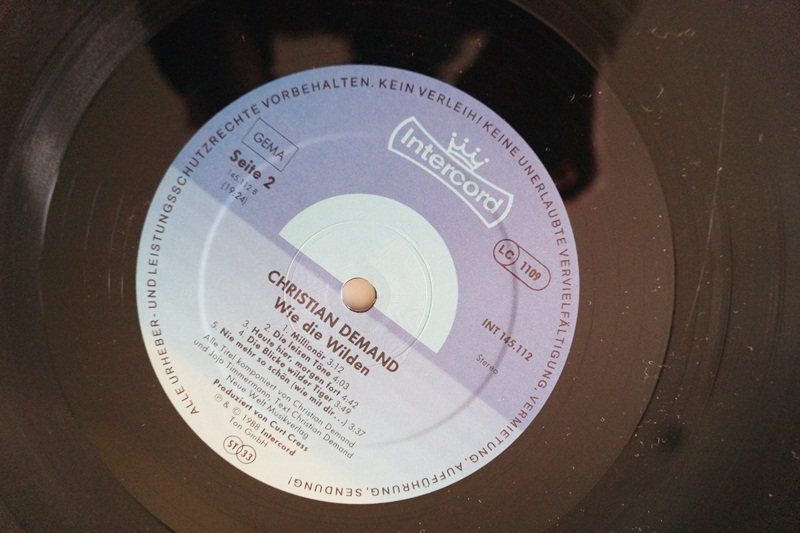 ALLE URHEBER- UND LEISTUNGSSCHUTZRECHTE VORBEHALTEN. KEIN VERLEIH! KEINE UNERLAUBTE VERVIELFÄLTIGUNG, VERMIETUNG, AUFFÜHRUNG, SENDUNG!
GEMA
Seite 2
145.112 B
(19:24)
Intercord
LC 1109
INT 145.112
Stereo
CHRISTIAN DEMAND
Wie die Wilden
1. Millionär 3:12
2. Die leisen Töne 4:03
3. Heute hier, morgen fort 4:42
4. Die Blicke wilder Tiger 3:49
5. Nie mehr so schön (wie mit dir...) 3:37
Alle Titel komponiert von Christian Demand
und Jojo Timmermann, Text Christian Demand
Neue Welt Musikverlag
Produziert von Curt Cress
℗ & © 1988 Intercord
Ton GmbH
ST 33